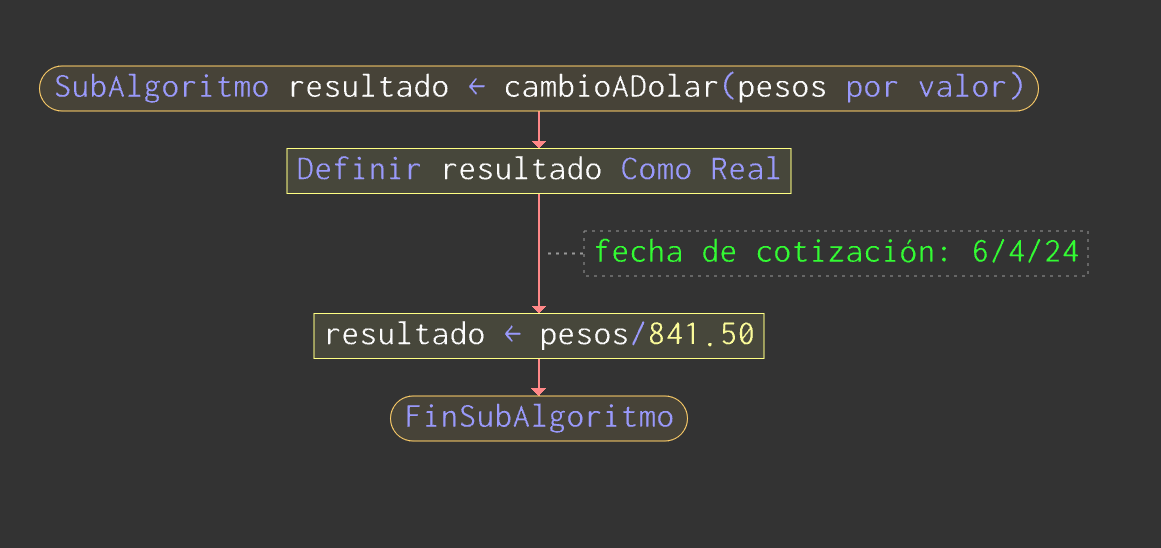 SubAlgoritmo resultado ← cambioADolar(pesos por valor)
Definir resultado Como Real
fecha de cotización: 6/4/24
resultado ← pesos/841.50
FinSubAlgoritmo